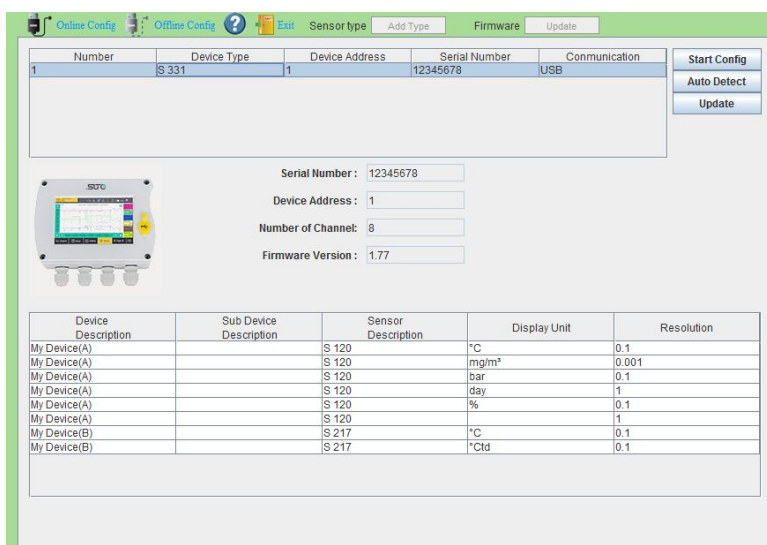 Online Config Offline Config ? Exit Sensor type Add Type Firmware Update
Number Device Type Device Address Serial Number Conmunication
1 S 331 1 12345678 USB
Start Config
Auto Detect
Update
SUTO
Serial Number : 12345678
Device Address : 1
Number of Channel: 8
Firmware Version : 1.77
Device Description Sub Device Description Sensor Description Display Unit Resolution
My Device(A) S 120 °C 0.1
My Device(A) S 120 mg/m³ 0.001
My Device(A) S 120 bar 0.1
My Device(A) S 120 day 1
My Device(A) S 120 % 0.1
My Device(A) S 120 1
My Device(B) S 217 °C 0.1
My Device(B) S 217 °Ctd 0.1